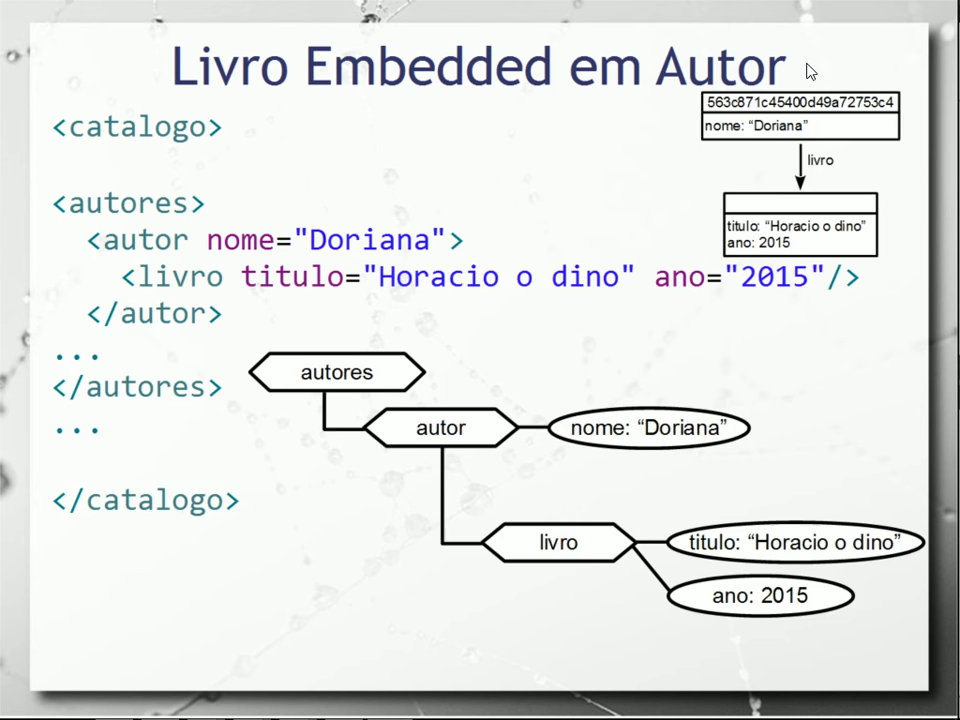 Livro Embedded em Autor
<catalogo>
<autores>
<autor nome="Doriana">
<livro titulo="Horacio o dino" ano="2015"/>
</autor>
...
</autores>
...
</catalogo>
563c871c45400d49a72753c4
nome: “Doriana”
livro
titulo: “Horacio o dino”
ano: 2015
autores
autor
nome: “Doriana”
livro
titulo: “Horacio o dino”
ano: 2015